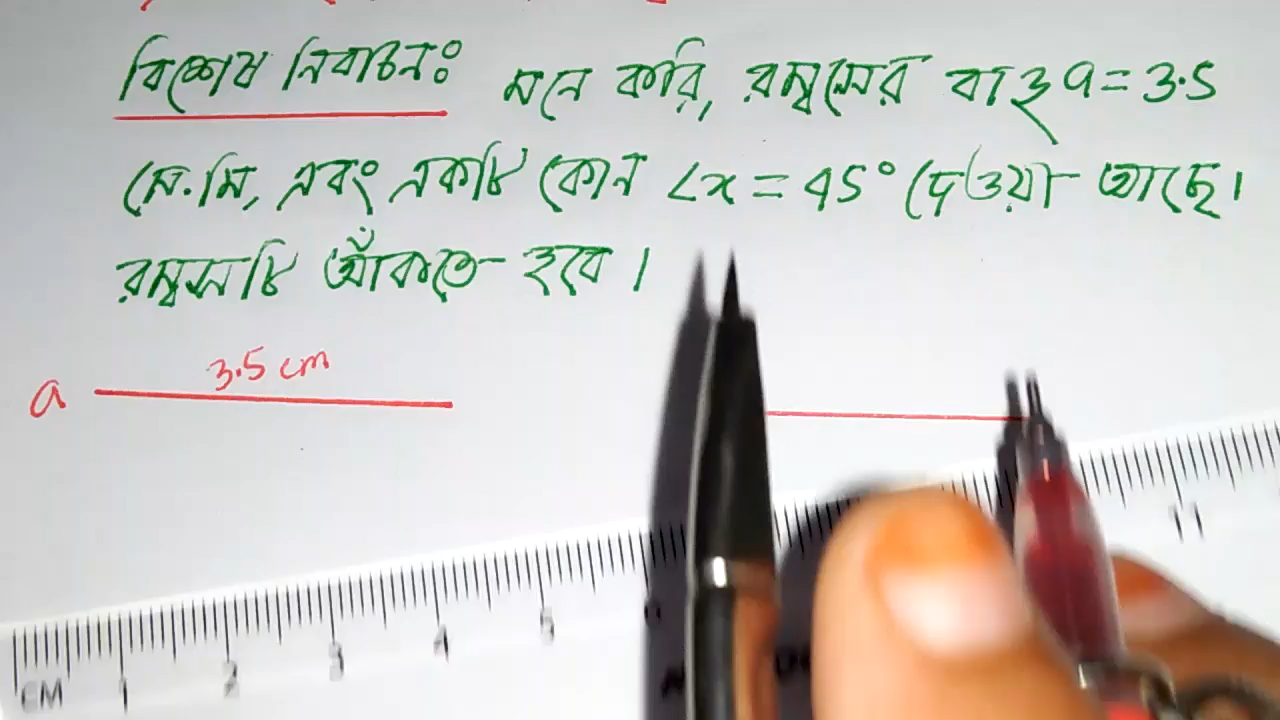 বিশেষ নির্বাচনঃ মনে করি, রম্বসের বাহু a = 3.5
সে.মি, এবং একটি কোন ∠x = 45° দেওয়া আছে।
রম্বসটি আঁকতে হবে।
3.5 cm
a
11
CM 1 2 3 4 5